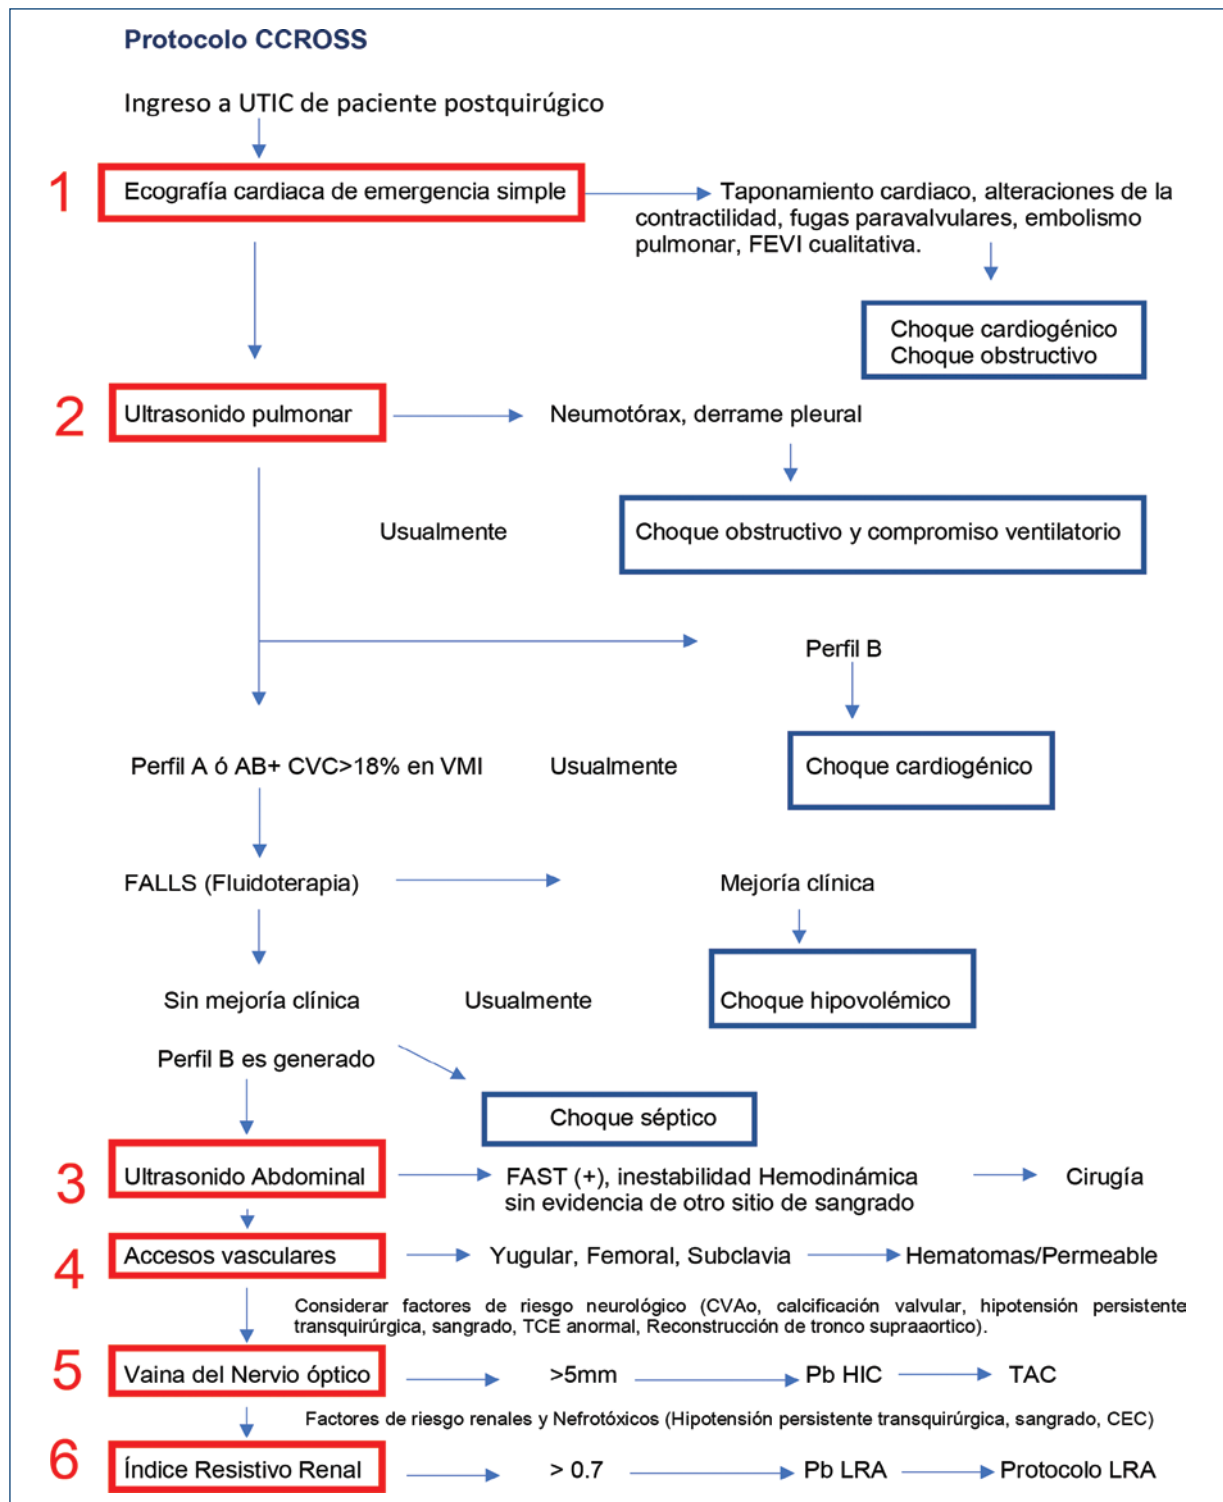 Protocolo CCROSS
Ingreso a UTIC de paciente postquirúgico
1
Ecografía cardiaca de emergencia simple
Taponamiento cardiaco, alteraciones de la
contractilidad, fugas paravalvulares, embolismo
pulmonar, FEVI cualitativa.
Choque cardiogénico
Choque obstructivo
2
Ultrasonido pulmonar
Neumotórax, derrame pleural
Usualmente
Choque obstructivo y compromiso ventilatorio
Perfil B
Perfil A ó AB+ CVC>18% en VMI
Usualmente
Choque cardiogénico
FALLS (Fluidoterapia)
Mejoría clínica
Sin mejoría clínica
Usualmente
Choque hipovolémico
Perfil B es generado
Choque séptico
3
Ultrasonido Abdominal
FAST (+), inestabilidad Hemodinámica
sin evidencia de otro sitio de sangrado
Cirugía
4
Accesos vasculares
Yugular, Femoral, Subclavia
Hematomas/Permeable
Considerar factores de riesgo neurológico (CVAo, calcificación valvular, hipotensión persistente
transquirúrgica, sangrado, TCE anormal, Reconstrucción de tronco supraaortico).
5
Vaina del Nervio óptico
>5mm
Pb HIC
TAC
Factores de riesgo renales y Nefrotóxicos (Hipotensión persistente transquirúrgica, sangrado, CEC)
6
Índice Resistivo Renal
> 0.7
Pb LRA
Protocolo LRA